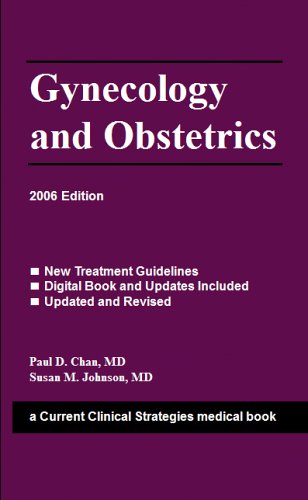 Gynecology
and Obstetrics
2006 Edition
■ New Treatment Guidelines
■ Digital Book and Updates Included
■ Updated and Revised
Paul D. Chan, MD
Susan M. Johnson, MD
a Current Clinical Strategies medical book